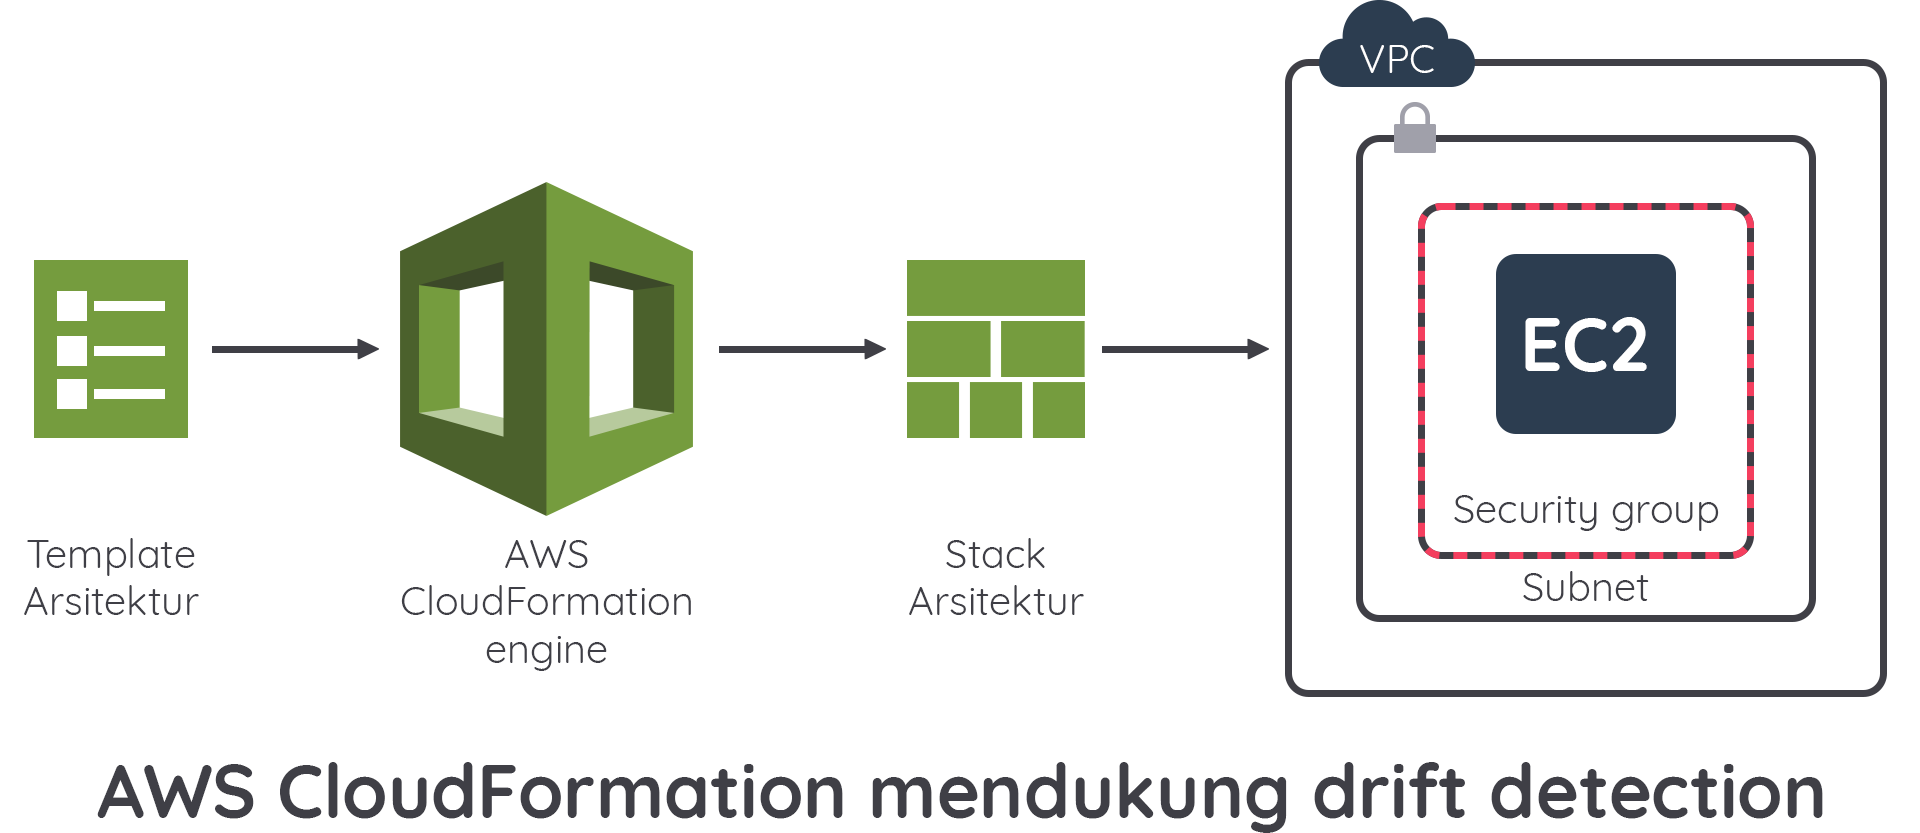 VPC
EC2
Security group
Subnet
Template
Arsitektur
AWS
CloudFormation
engine
Stack
Arsitektur
AWS CloudFormation mendukung drift detection